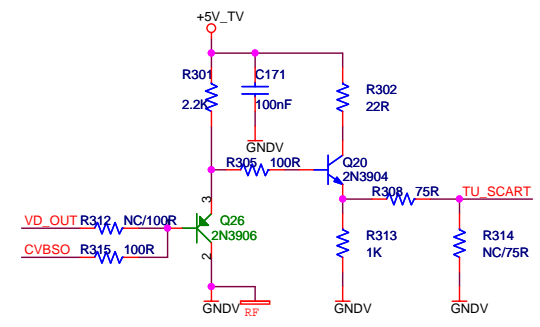 +5V_TV
R301 C171 R302
2.2K 100nF 22R
GNDV
R305 100R Q20
2N3904
R308 75R TU_SCART
3
VD_OUT R312 NC/100R Q26
2N3906
R313 R314
1K NC/75R
CVBSO R315 100R
2
GNDV RF GNDV GNDV